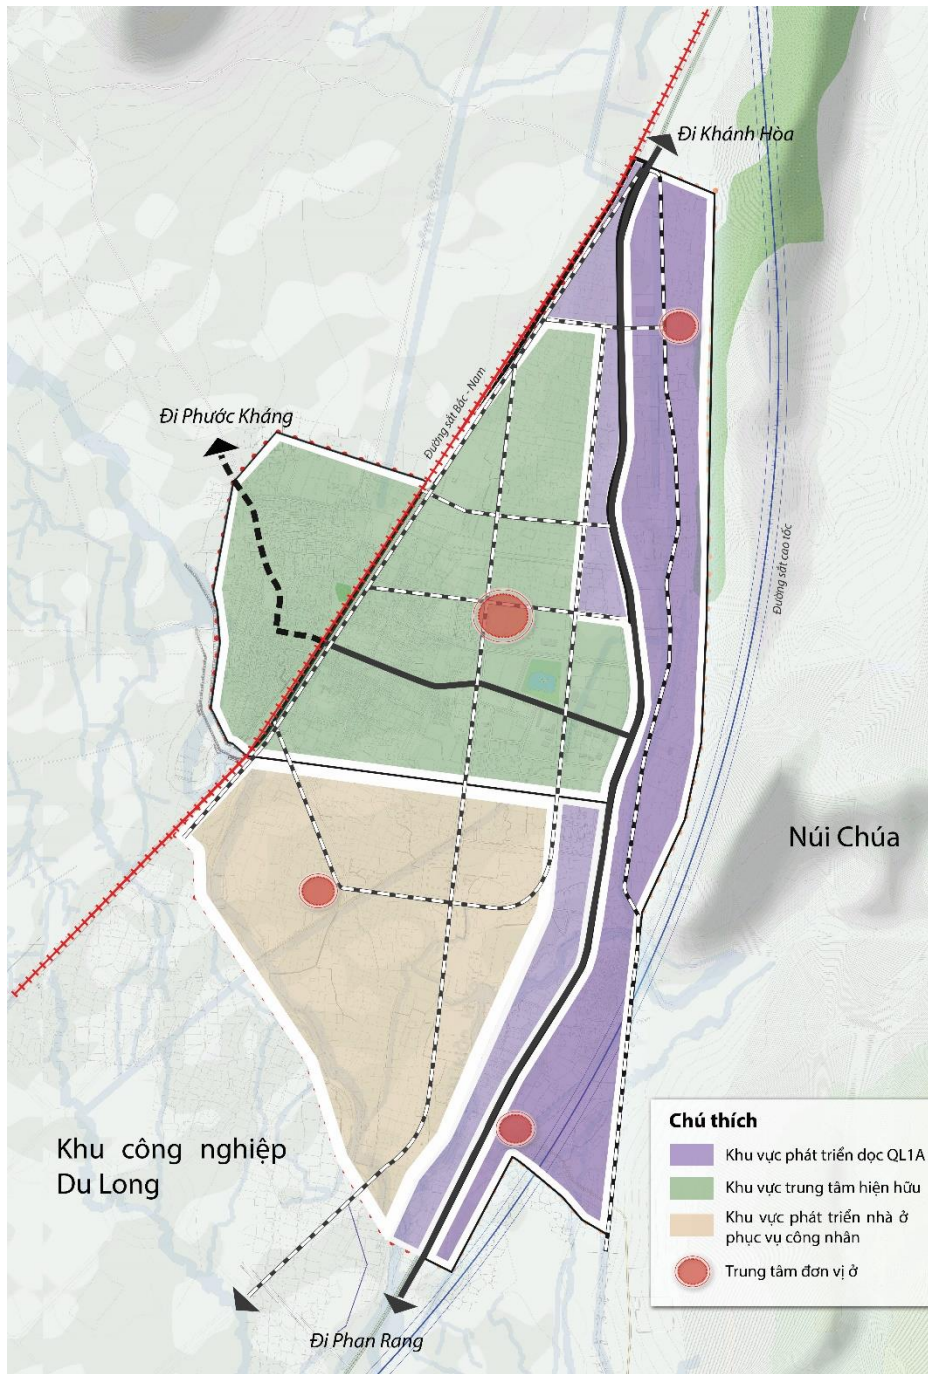 Đi Khánh Hòa
Đường sắt Bắc - Nam
Đi Phước Kháng
Đường sắt cao tốc
Núi Chúa
Khu công nghiệp
Du Long
Đi Phan Rang
Chú thích
Khu vực phát triển dọc QL1A
Khu vực trung tâm hiện hữu
Khu vực phát triển nhà ở
phục vụ công nhân
Trung tâm đơn vị ở